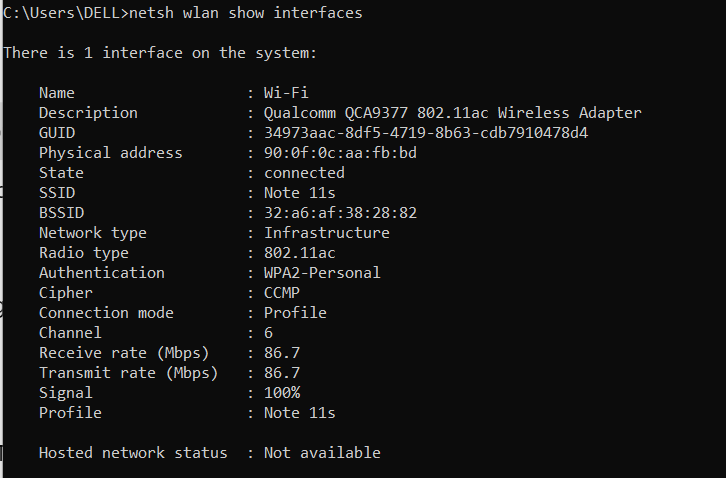 C:\Users\DELL>netsh wlan show interfaces
There is 1 interface on the system:
Name : Wi-Fi
Description : Qualcomm QCA9377 802.11ac Wireless Adapter
GUID : 34973aac-8df5-4719-8b63-cdb7910478d4
Physical address : 90:0f:0c:aa:fb:bd
State : connected
SSID : Note 11s
BSSID : 32:a6:af:38:28:82
Network type : Infrastructure
Radio type : 802.11ac
Authentication : WPA2-Personal
Cipher : CCMP
Connection mode : Profile
Channel : 6
Receive rate (Mbps) : 86.7
Transmit rate (Mbps) : 86.7
Signal : 100%
Profile : Note 11s
Hosted network status : Not available